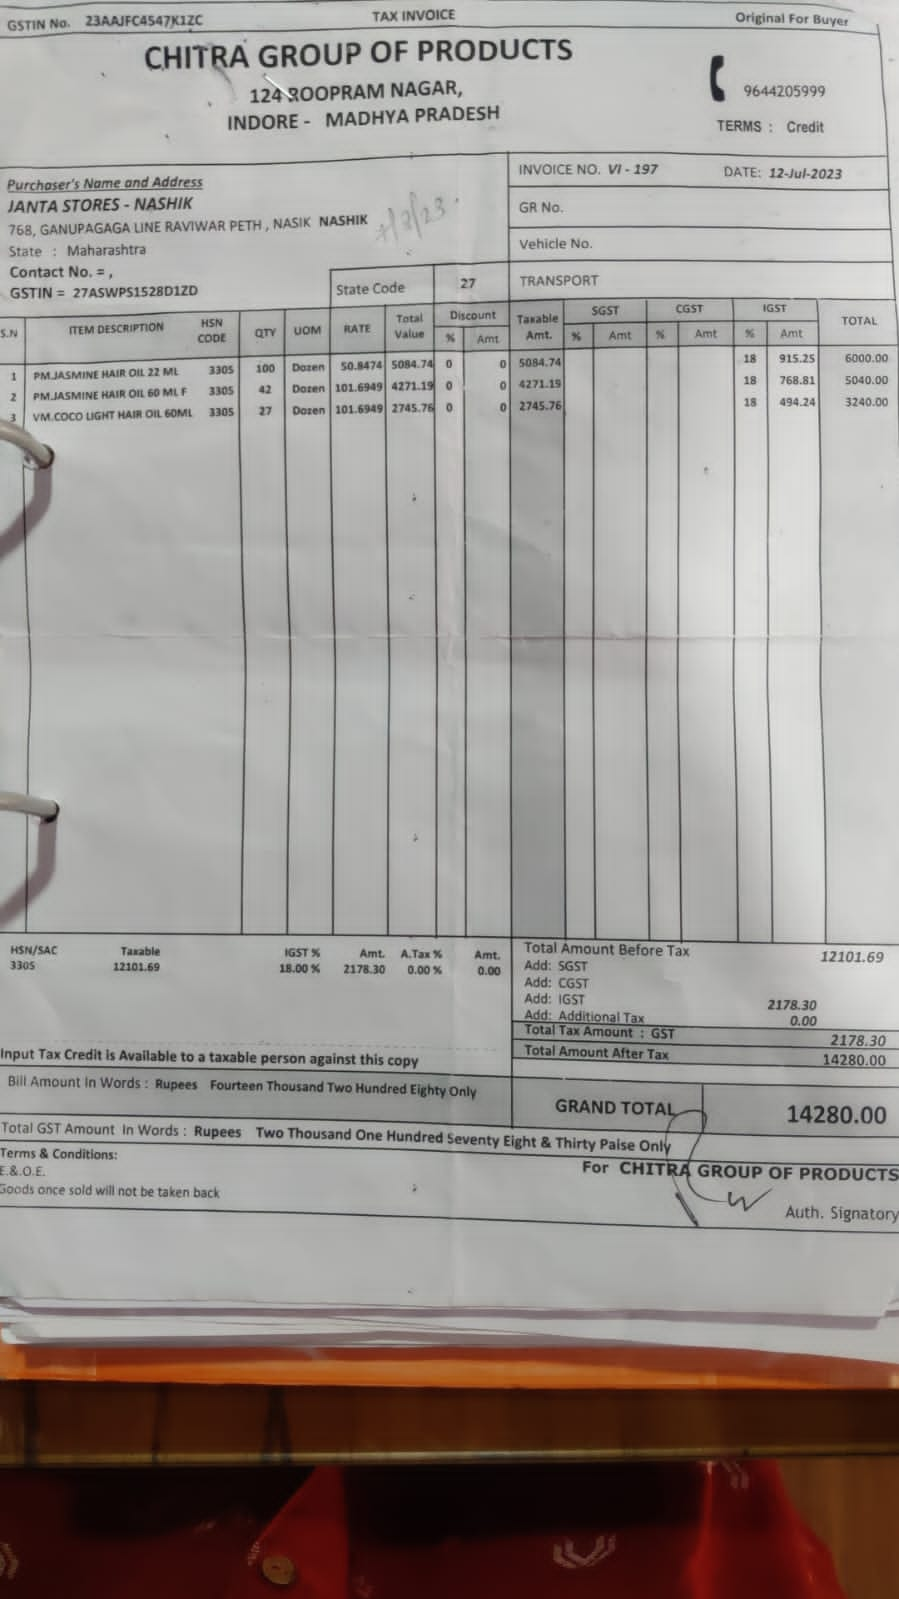 GSTIN No. 23AAJFC4547K1ZC TAX INVOICE Original For Buyer
CHITRA GROUP OF PRODUCTS
124 ROOPRAM NAGAR,
INDORE - MADHYA PRADESH
9644205999
TERMS : Credit
Purchaser's Name and Address
JANTA STORES - NASHIK
768, GANUPAGAGA LINE RAVIWAR PETH , NASIK NASHIK
State : Maharashtra
Contact No. = ,
GSTIN = 27ASWPS1528D1ZD
State Code 27
INVOICE NO. VI - 197 DATE: 12-Jul-2023
GR No.
Vehicle No.
TRANSPORT
S.N ITEM DESCRIPTION HSN CODE QTY UOM RATE Total Value Discount % Amt Taxable Amt. SGST % Amt CGST % Amt IGST % Amt TOTAL
1 PM.JASMINE HAIR OIL 22 ML 3305 100 Dozen 50.8474 5084.74 0 0 5084.74 18 915.25 6000.00
2 PM.JASMINE HAIR OIL 60 ML F 3305 42 Dozen 101.6949 4271.19 0 0 4271.19 18 768.81 5040.00
3 VM.COCO LIGHT HAIR OIL 60ML 3305 27 Dozen 101.6949 2745.76 0 0 2745.76 18 494.24 3240.00
HSN/SAC Taxable IGST % Amt. A.Tax % Amt.
3305 12101.69 18.00 % 2178.30 0.00 % 0.00
Total Amount Before Tax 12101.69
Add: SGST
Add: CGST
Add: IGST 2178.30
Add: Additional Tax 0.00
Total Tax Amount : GST 2178.30
Total Amount After Tax 14280.00
Input Tax Credit is Available to a taxable person against this copy
Bill Amount In Words : Rupees Fourteen Thousand Two Hundred Eighty Only
GRAND TOTAL 14280.00
Total GST Amount In Words : Rupees Two Thousand One Hundred Seventy Eight & Thirty Paise Only
Terms & Conditions:
E.&.O.E.
Goods once sold will not be taken back
For CHITRA GROUP OF PRODUCTS
Auth. Signatory